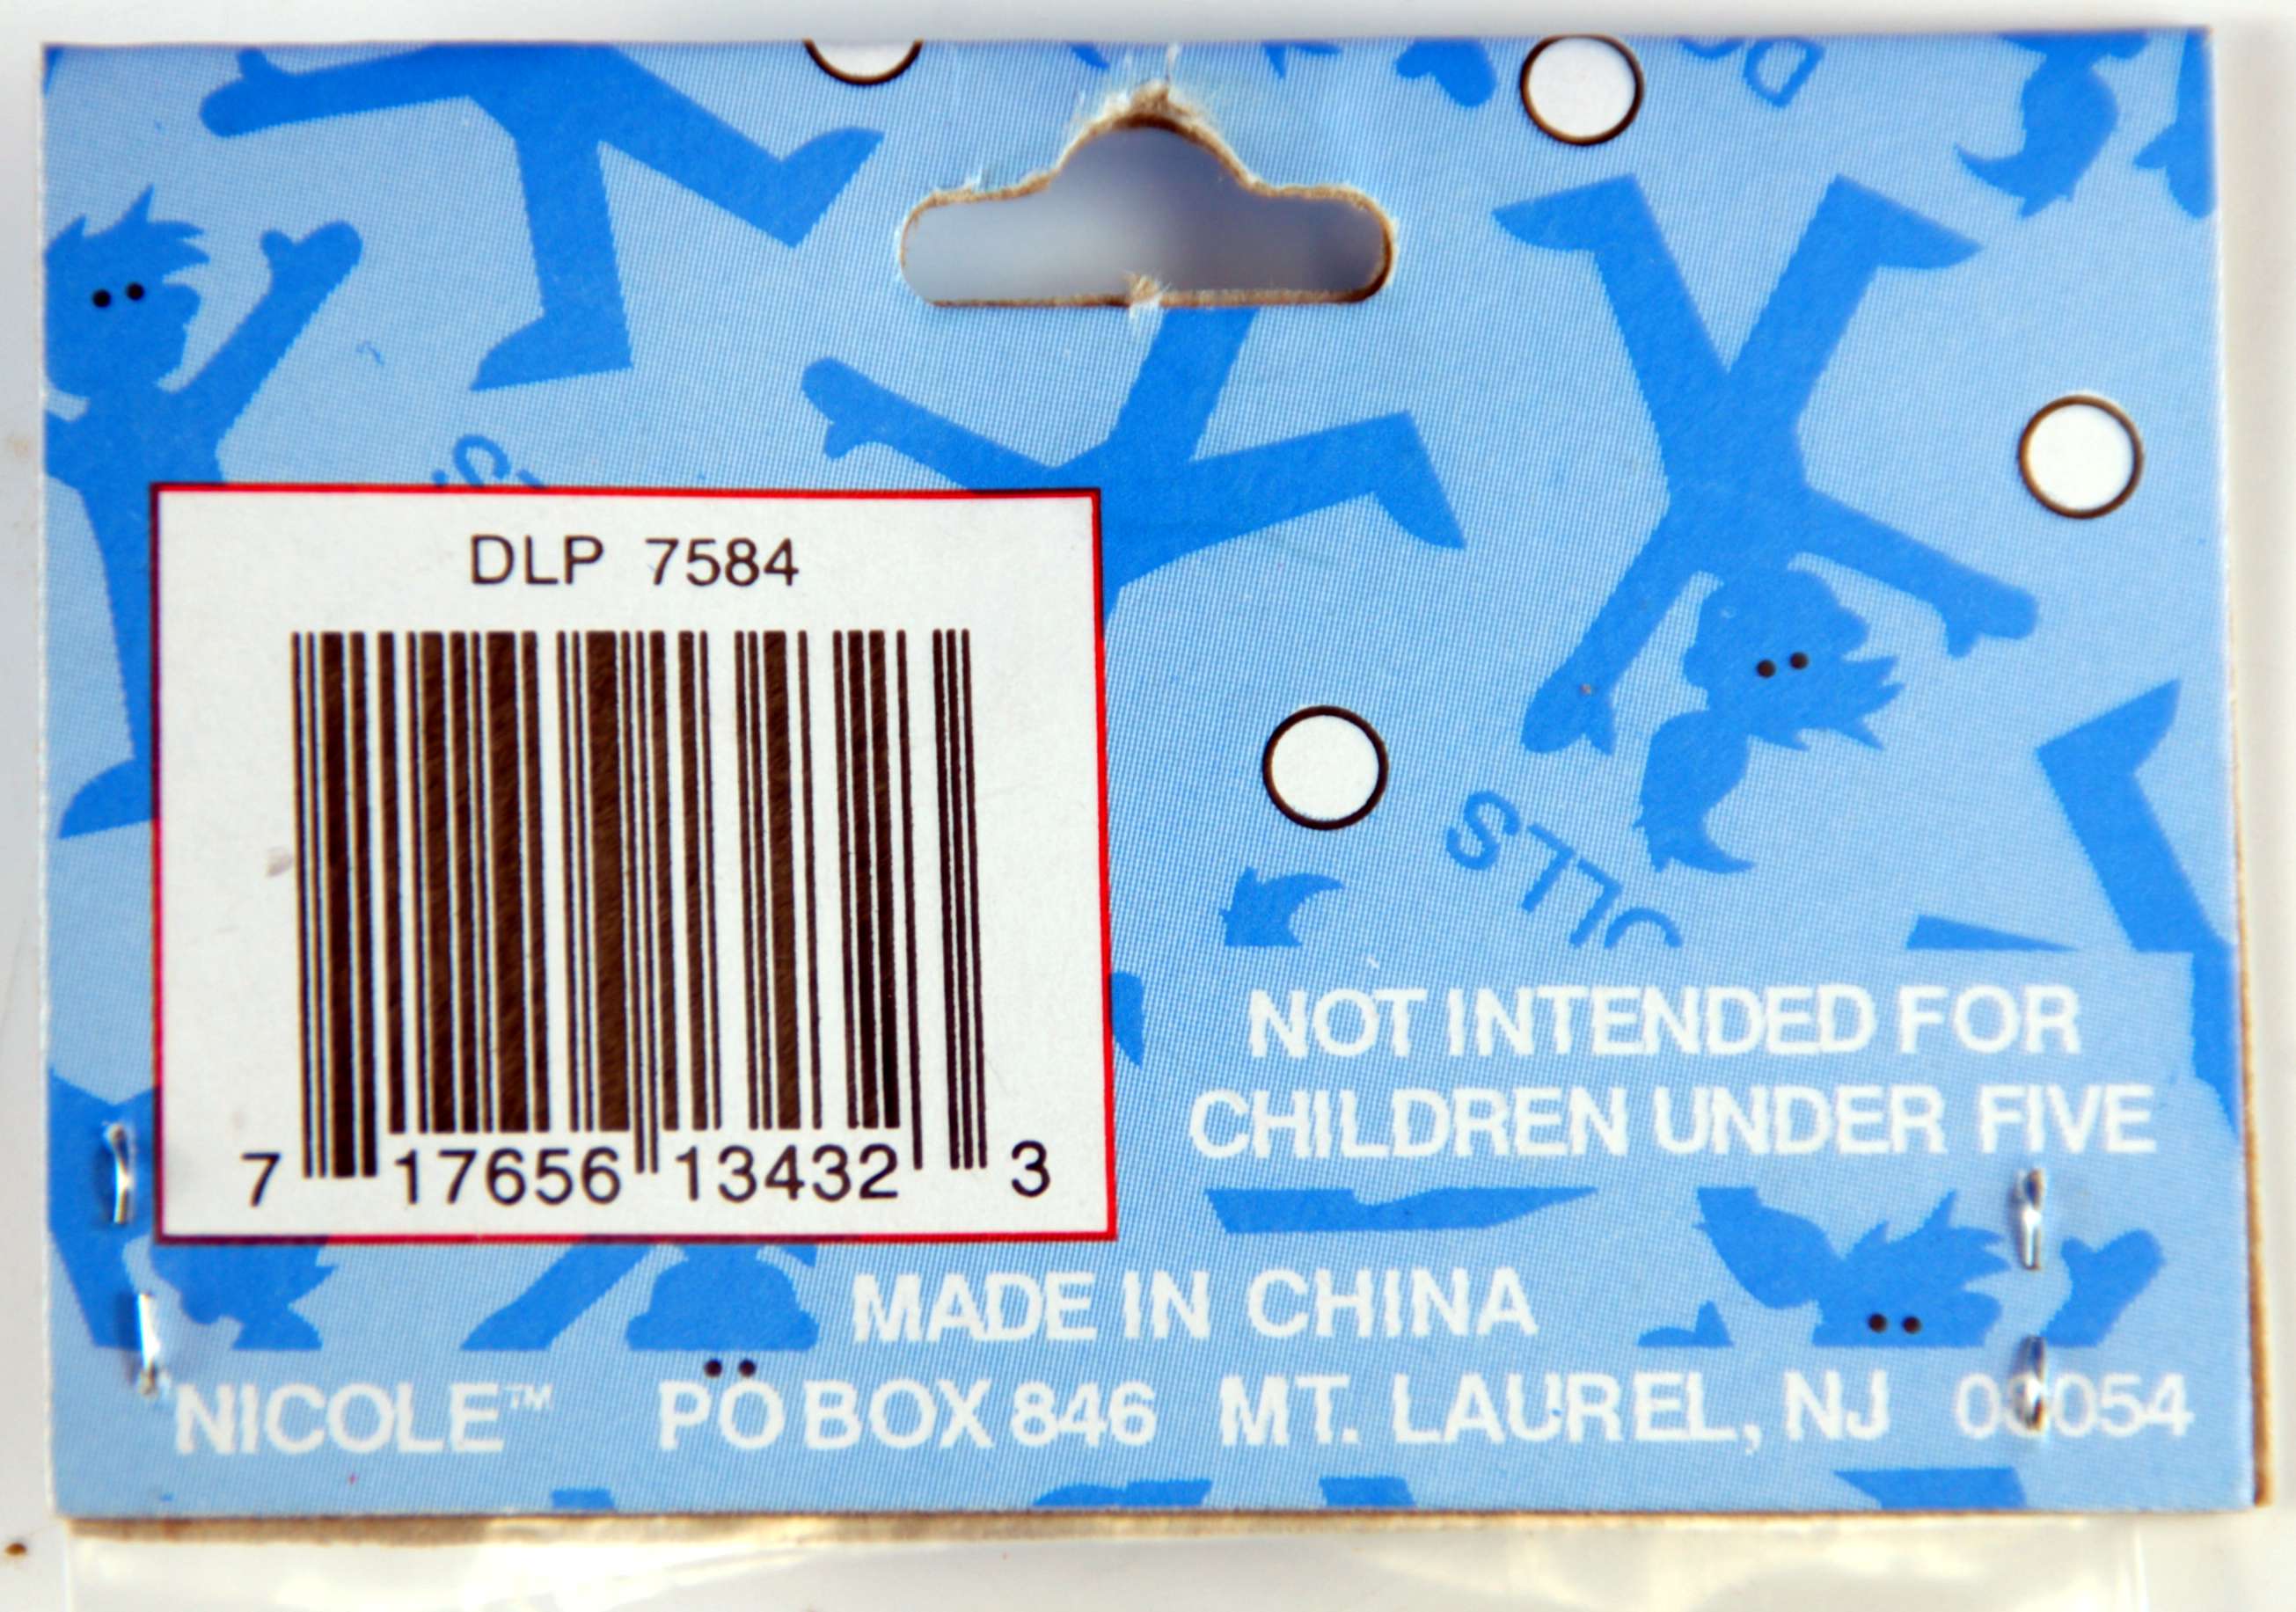 DLP 7584
7 17656 13432 3
NOT INTENDED FOR
CHILDREN UNDER FIVE
MADE IN CHINA
NICOLE™ PO BOX 846 MT. LAUREL, NJ